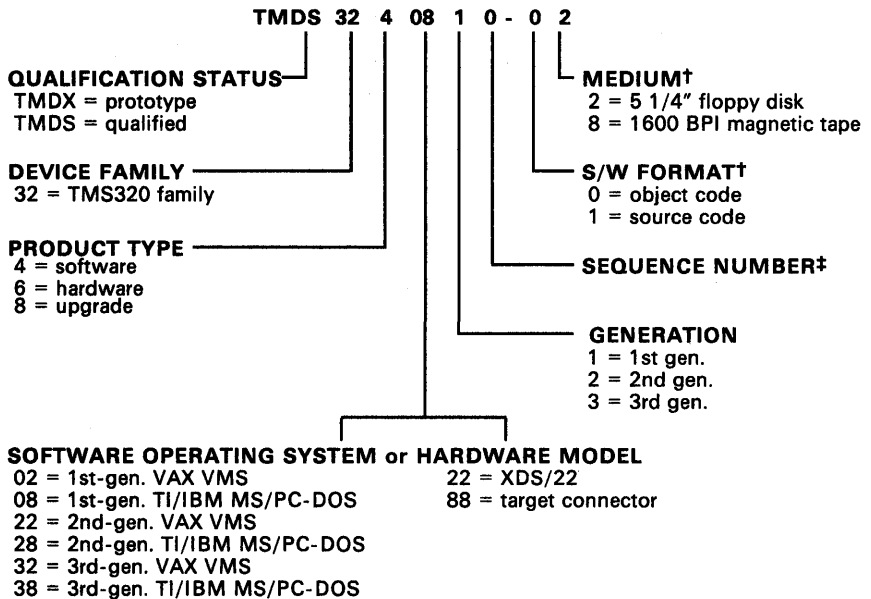 TMDS 32 4 08 1 0 - 0 2
QUALIFICATION STATUS
TMDX = prototype
TMDS = qualified
DEVICE FAMILY
32 = TMS320 family
PRODUCT TYPE
4 = software
6 = hardware
8 = upgrade
MEDIUM†
2 = 5 1/4" floppy disk
8 = 1600 BPI magnetic tape
S/W FORMAT†
0 = object code
1 = source code
SEQUENCE NUMBER‡
GENERATION
1 = 1st gen.
2 = 2nd gen.
3 = 3rd gen.
SOFTWARE OPERATING SYSTEM or HARDWARE MODEL
02 = 1st-gen. VAX VMS
08 = 1st-gen. TI/IBM MS/PC-DOS
22 = 2nd-gen. VAX VMS
28 = 2nd-gen. TI/IBM MS/PC-DOS
32 = 3rd-gen. VAX VMS
38 = 3rd-gen. TI/IBM MS/PC-DOS
22 = XDS/22
88 = target connector